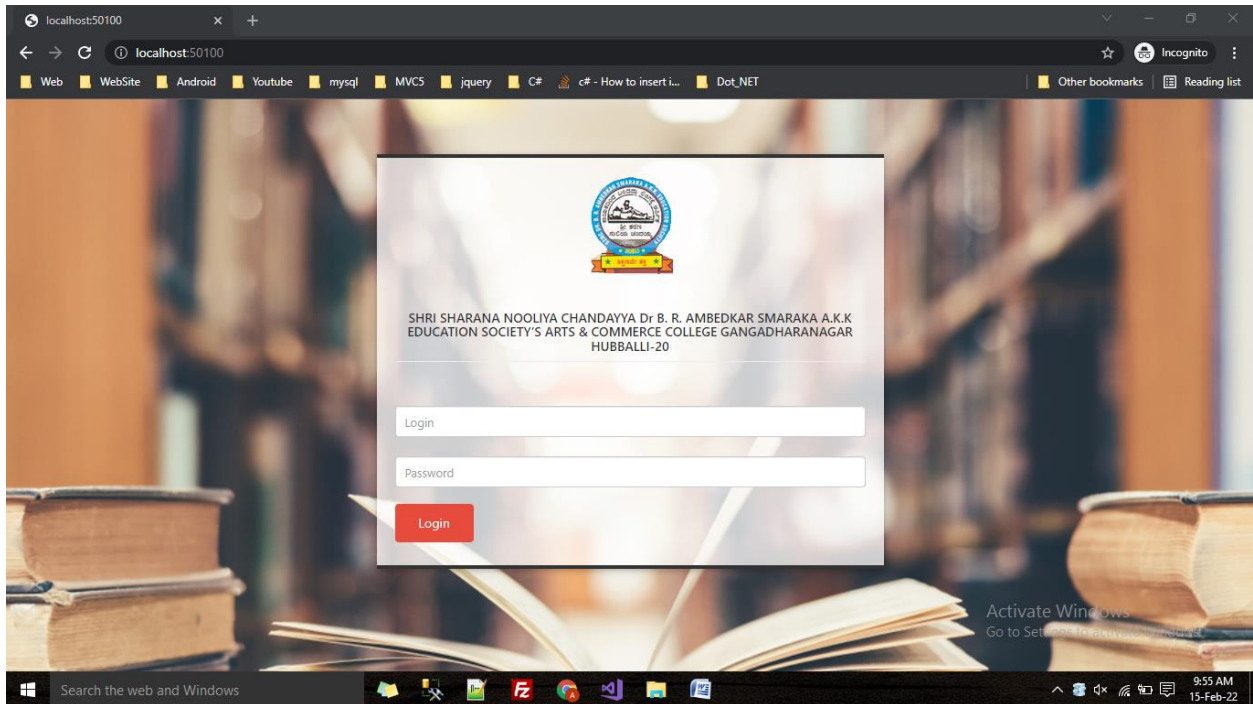 localhost:50100
localhost:50100
Incognito
Web WebSite Android Youtube mysql MVC5 jquery C# c# - How to insert i... Dot_NET Other bookmarks Reading list
SHRI SHARANA NOOLIYA CHANDAYYA Dr B. R. AMBEDKAR SMARAKA A.K.K
EDUCATION SOCIETY'S ARTS & COMMERCE COLLEGE GANGADHARANAGAR
HUBBALLI-20
Login
Password
Login
Activate Windows
Go to Settings to activate Windows.
Search the web and Windows
9:55 AM
15-Feb-22